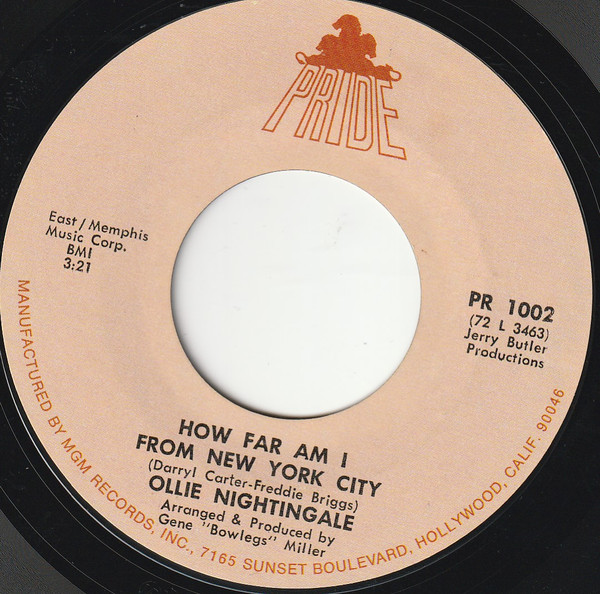 PRIDE
East/Memphis
Music Corp.
BMI
3:21
PR 1002
(72 L 3463)
Jerry Butler
Productions
HOW FAR AM I
FROM NEW YORK CITY
(Darryl Carter-Freddie Briggs)
OLLIE NIGHTINGALE
Arranged & Produced by
Gene "Bowlegs" Miller
MANUFACTURED BY MGM RECORDS, INC., 7165 SUNSET BOULEVARD, HOLLYWOOD, CALIF. 90046